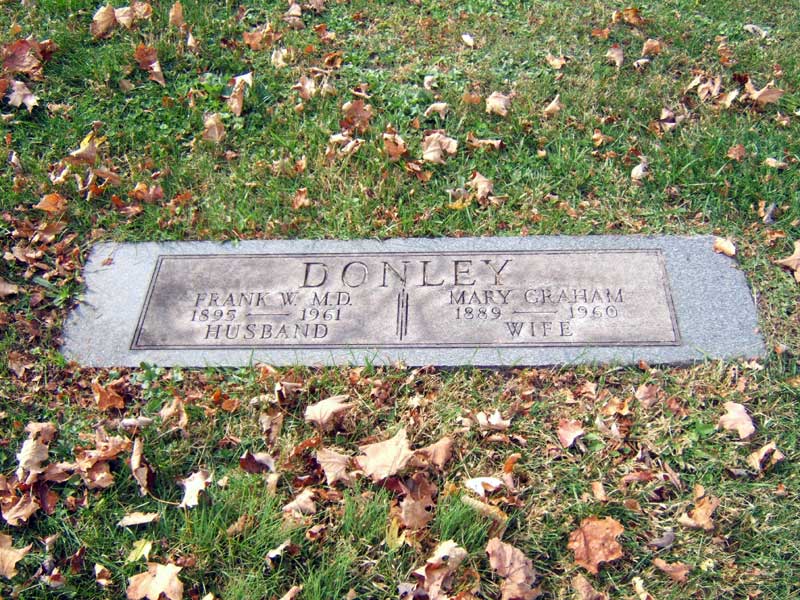 DONLEY
FRANK W. M.D. MARY GRAHAM
1895 — 1961 1889 — 1960
HUSBAND WIFE